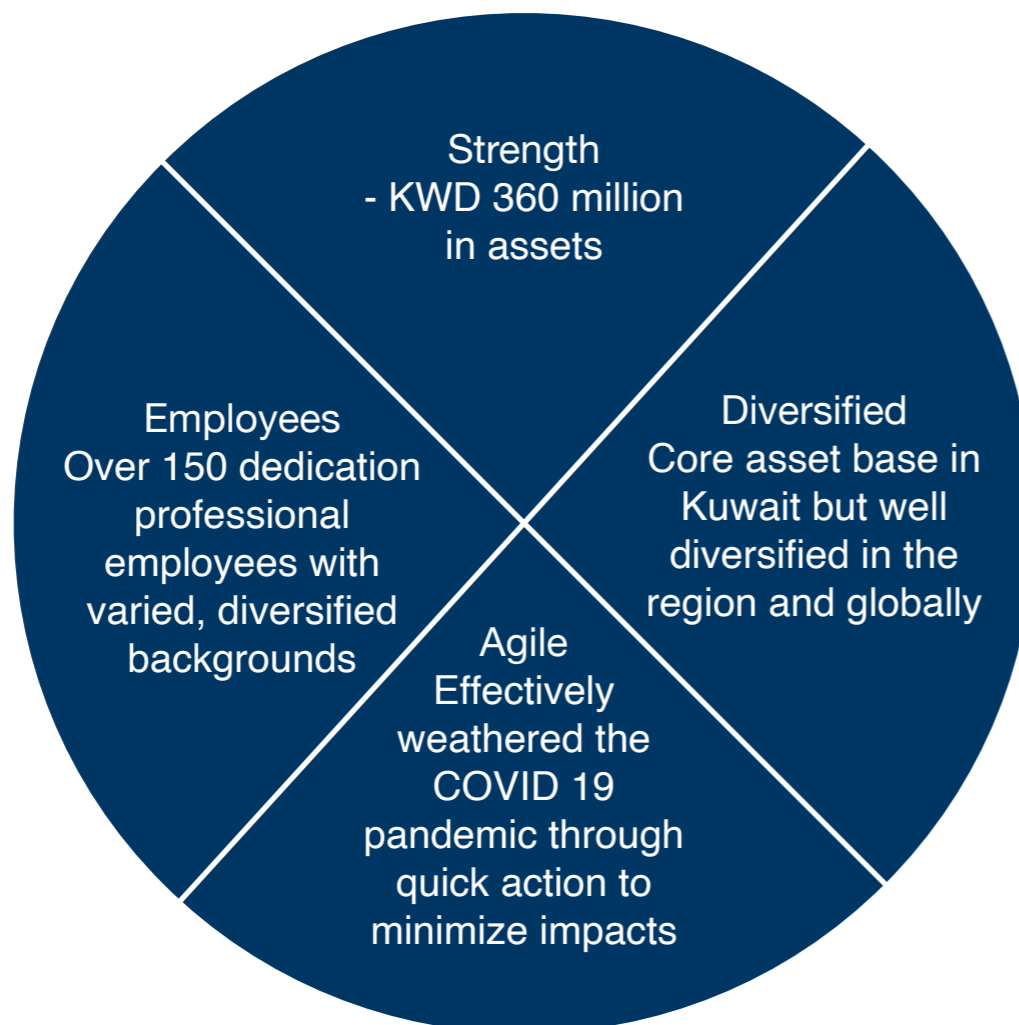 Strength
- KWD 360 million
in assets
Employees
Over 150 dedication
professional
employees with
varied, diversified
backgrounds
Diversified
Core asset base in
Kuwait but well
diversified in the
region and globally
Agile
Effectively
weathered the
COVID 19
pandemic through
quick action to
minimize impacts